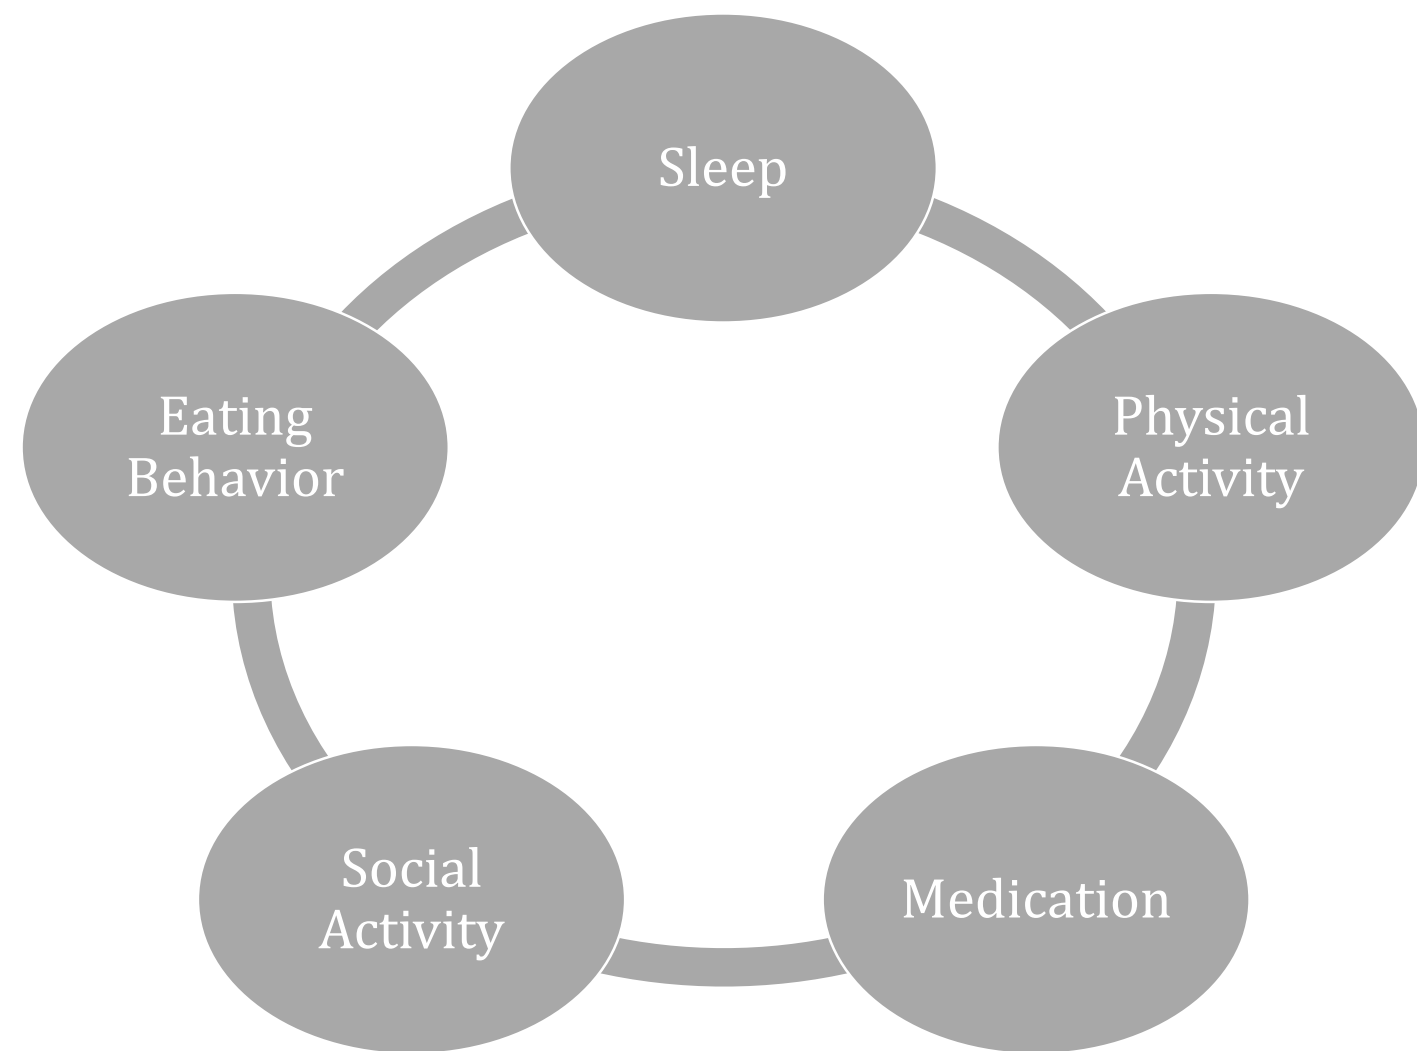 Sleep
Physical
Activity
Medication
Social
Activity
Eating
Behavior